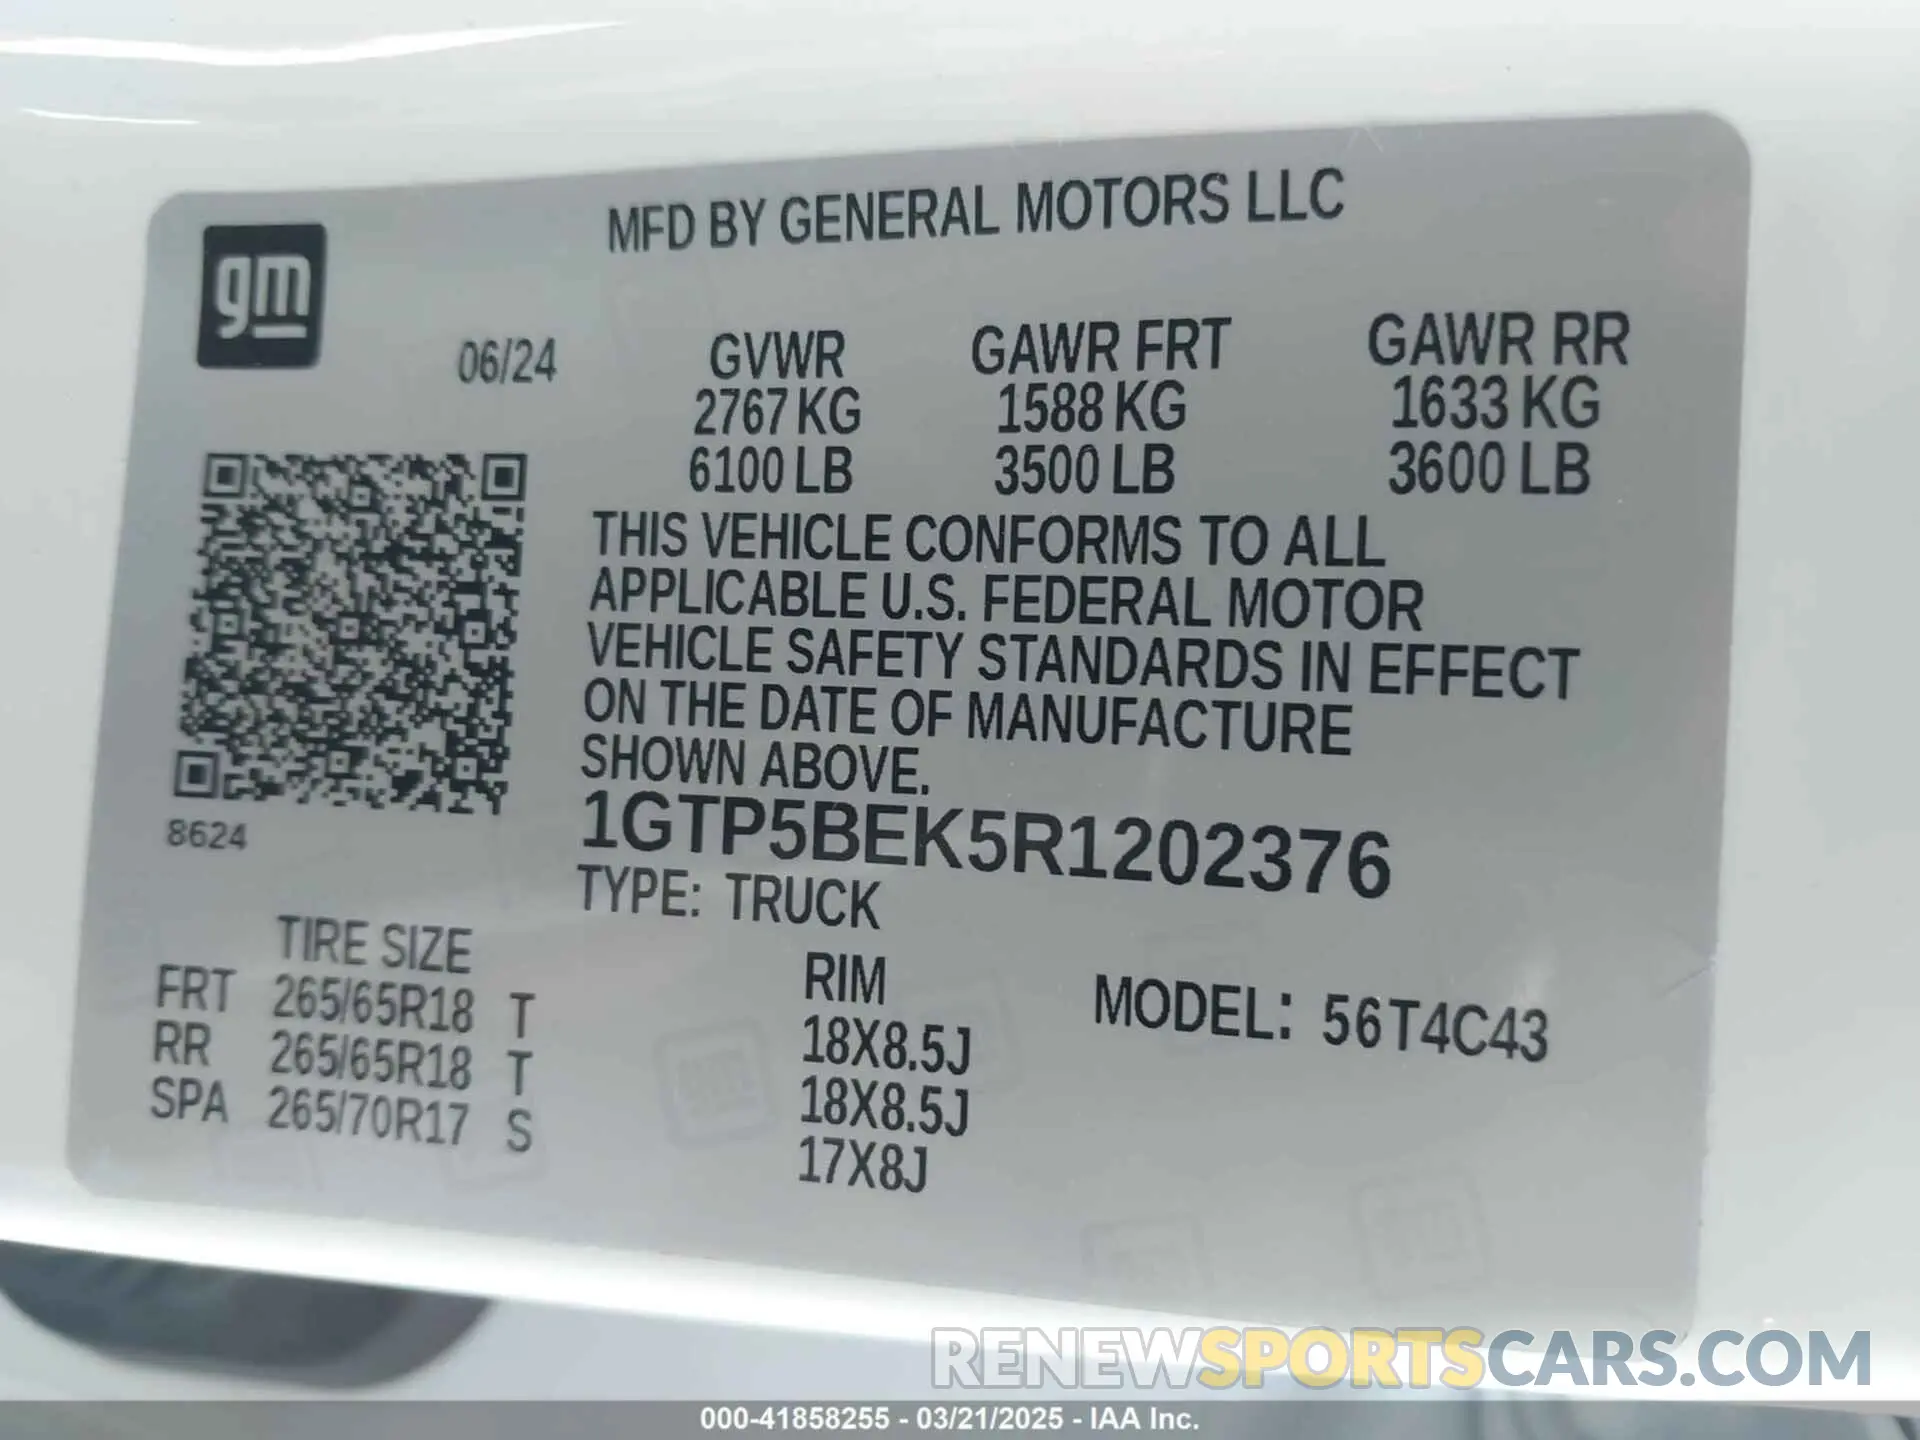 gm
MFD BY GENERAL MOTORS LLC
06/24
GVWR GAWR FRT GAWR RR
2767 KG 1588 KG 1633 KG
6100 LB 3500 LB 3600 LB
THIS VEHICLE CONFORMS TO ALL
APPLICABLE U.S. FEDERAL MOTOR
VEHICLE SAFETY STANDARDS IN EFFECT
ON THE DATE OF MANUFACTURE
SHOWN ABOVE.
8624
1GTP5BEK5R1202376
TYPE: TRUCK
TIRE SIZE RIM MODEL: 56T4C43
FRT 265/65R18 T 18X8.5J
RR 265/65R18 T 18X8.5J
SPA 265/70R17 S 17X8J
RENEWSPORTSCARS.COM
000-41858255 - 03/21/2025 - IAA Inc.